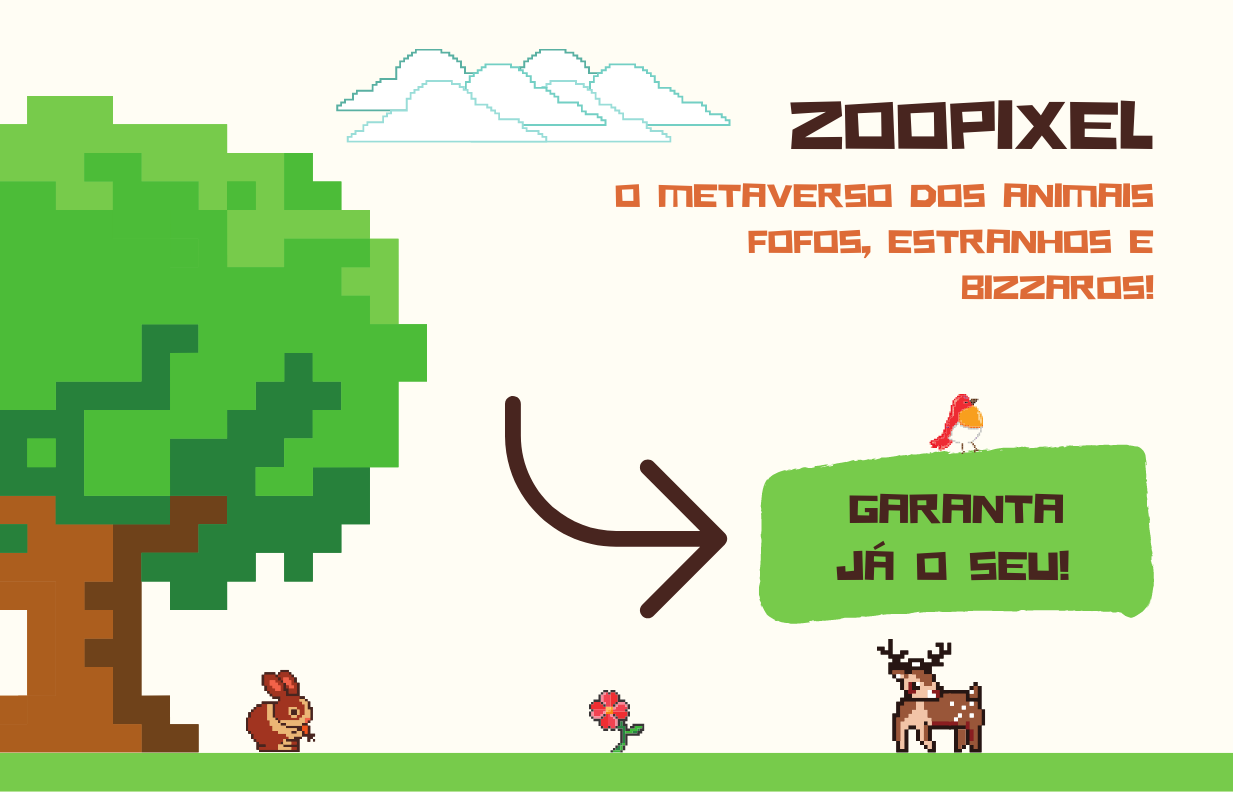 ZOOPIXEL
O METAVERSO DOS ANIMAIS
FOFOS, ESTRANHOS E
BIZZAROS!
GARANTA
JÁ O SEU!